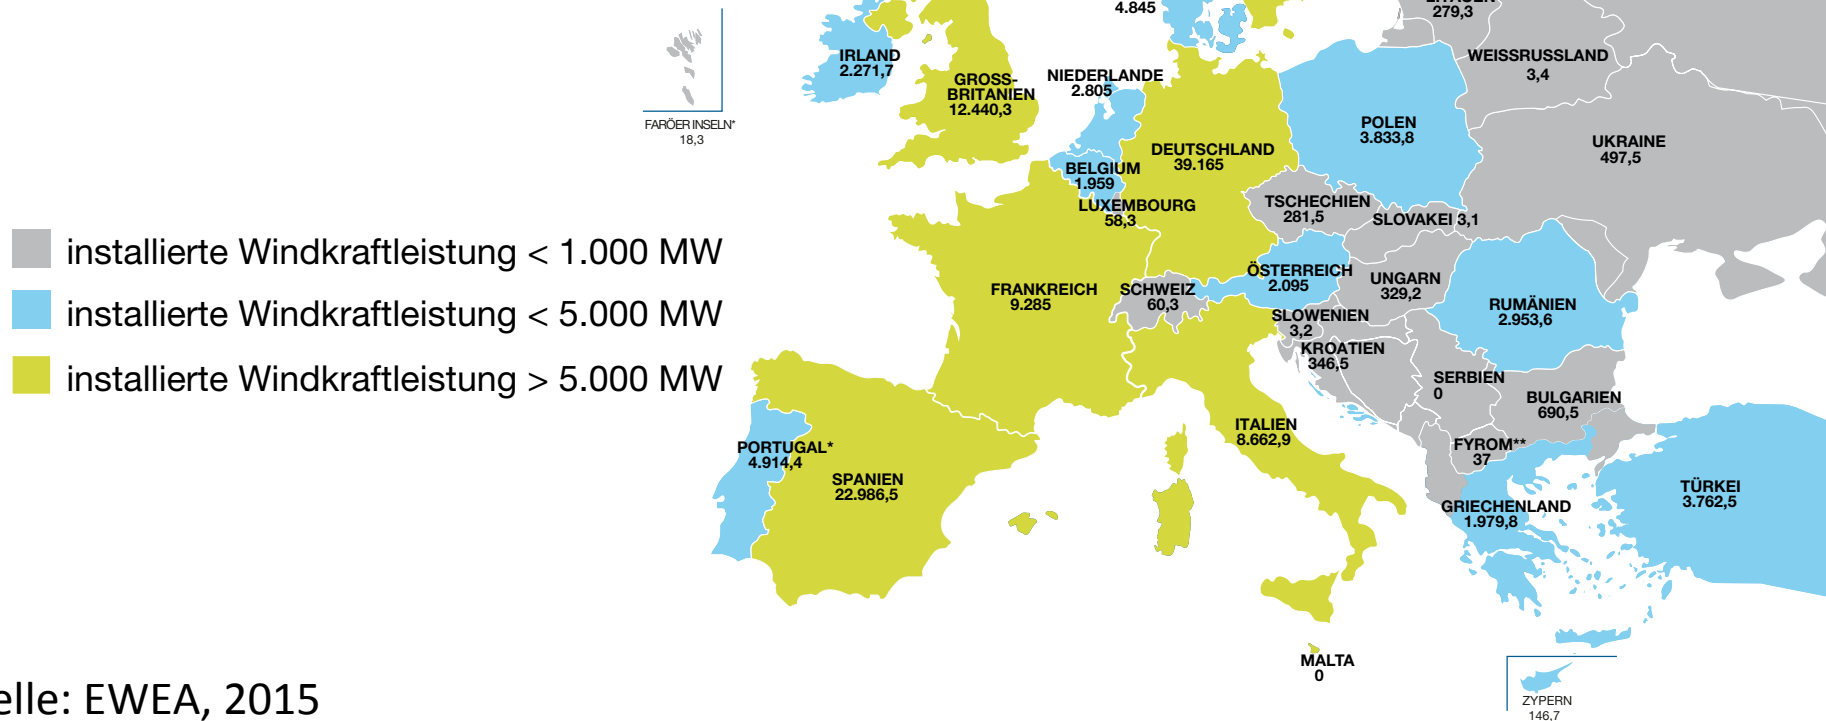 4.845
LITAUEN
279,3
IRLAND
2.271,7
WEISSRUSSLAND
3,4
GROSS-
BRITANIEN
12.440,3
NIEDERLANDE
2.805
FARÖER INSELN*
18,3
POLEN
3.833,8
UKRAINE
497,5
DEUTSCHLAND
39.165
BELGIUM
1.959
LUXEMBOURG
58,3
TSCHECHIEN
281,5
SLOVAKEI 3,1
installierte Windkraftleistung < 1.000 MW
installierte Windkraftleistung < 5.000 MW
installierte Windkraftleistung > 5.000 MW
FRANKREICH
9.285
SCHWEIZ
60,3
ÖSTERREICH
2.095
UNGARN
329,2
RUMÄNIEN
2.953,6
SLOWENIEN
3,2
KROATIEN
346,5
SERBIEN
0
BULGARIEN
690,5
ITALIEN
8.662,9
FYROM**
37
PORTUGAL*
4.914,4
SPANIEN
22.986,5
GRIECHENLAND
1.979,8
TÜRKEI
3.762,5
MALTA
0
ZYPERN
146,7
elle: EWEA, 2015